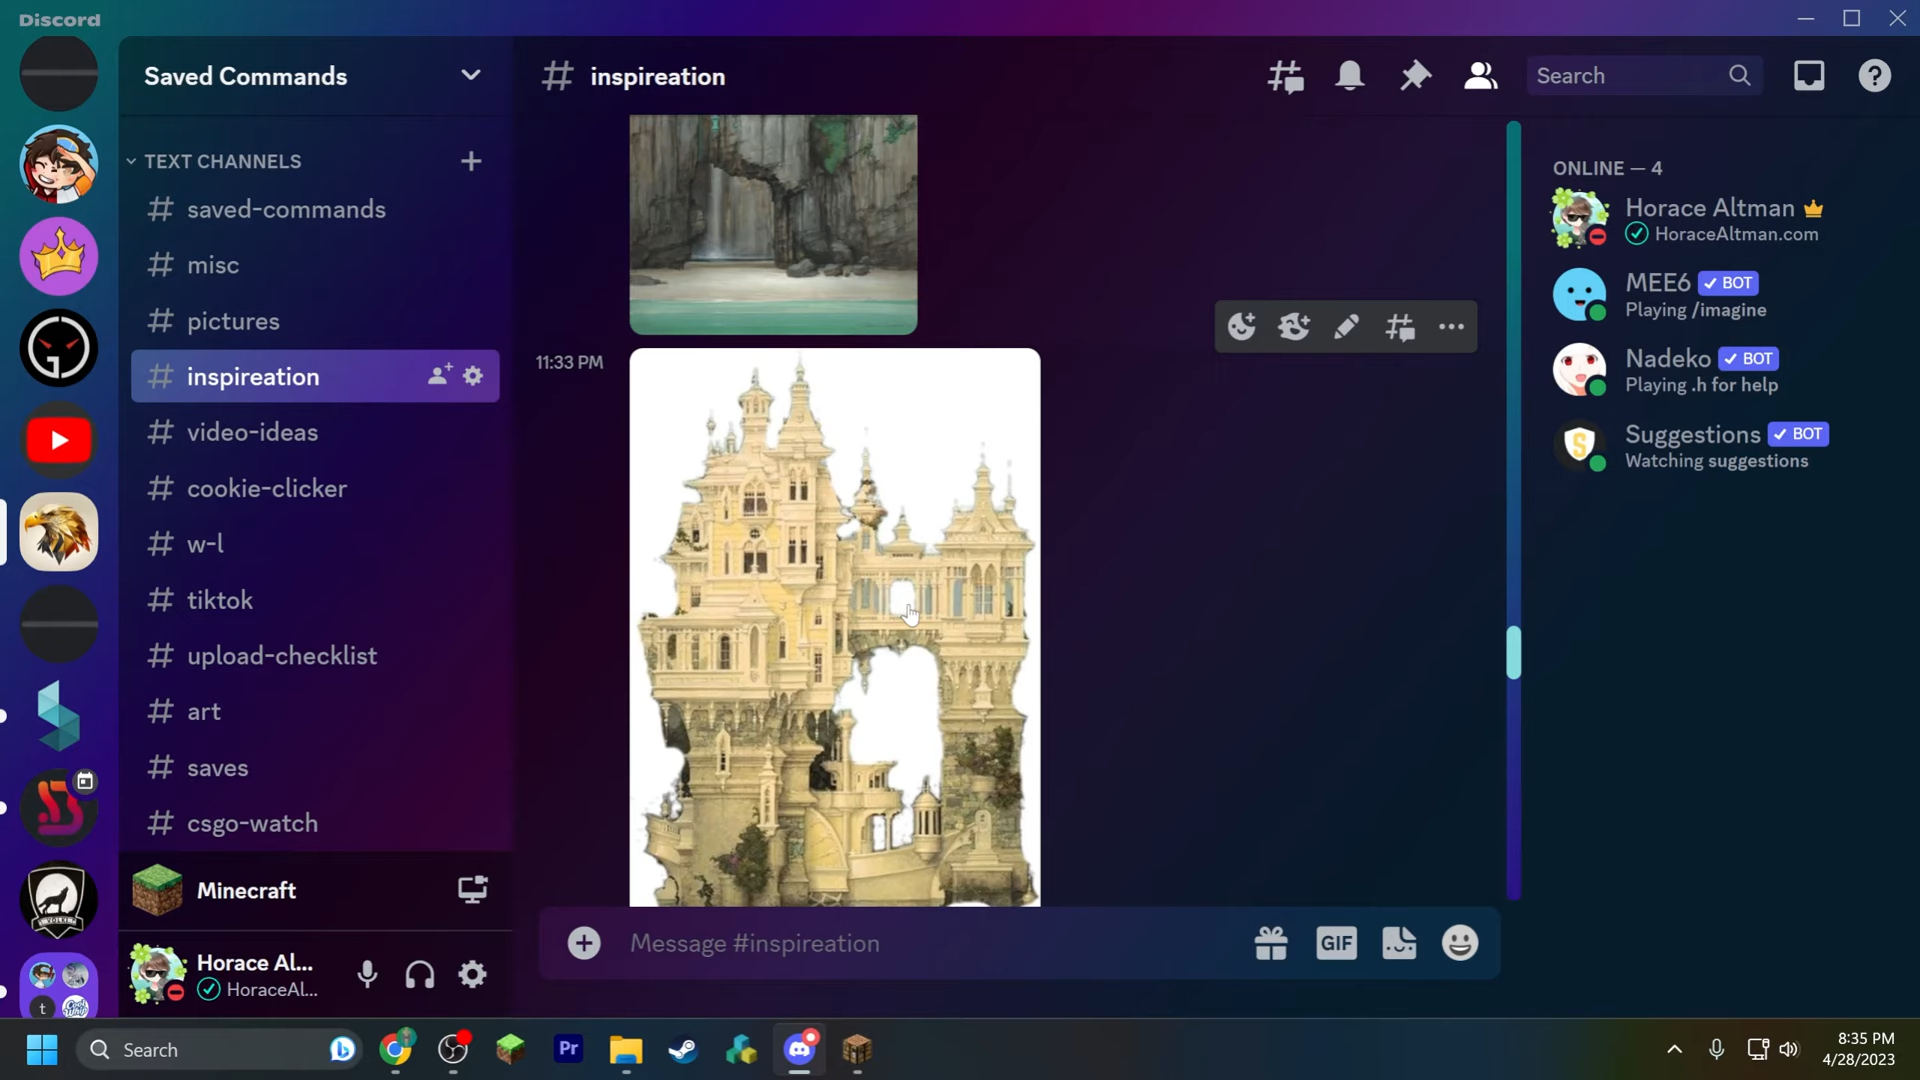 Discord
Saved Commands
TEXT CHANNELS
saved-commands
misc
pictures
inspireation
video-ideas
cookie-clicker
w-l
tiktok
upload-checklist
art
saves
csgo-watch
Minecraft
Horace Al...
HoraceAl...
# inspireation
Search
11:33 PM
Message #inspireation
GIF
ONLINE — 4
Horace Altman
HoraceAltman.com
MEE6 ✓ BOT
Playing /imagine
Nadeko ✓ BOT
Playing .h for help
Suggestions ✓ BOT
Watching suggestions
Search
Pr
8:35 PM
4/28/2023